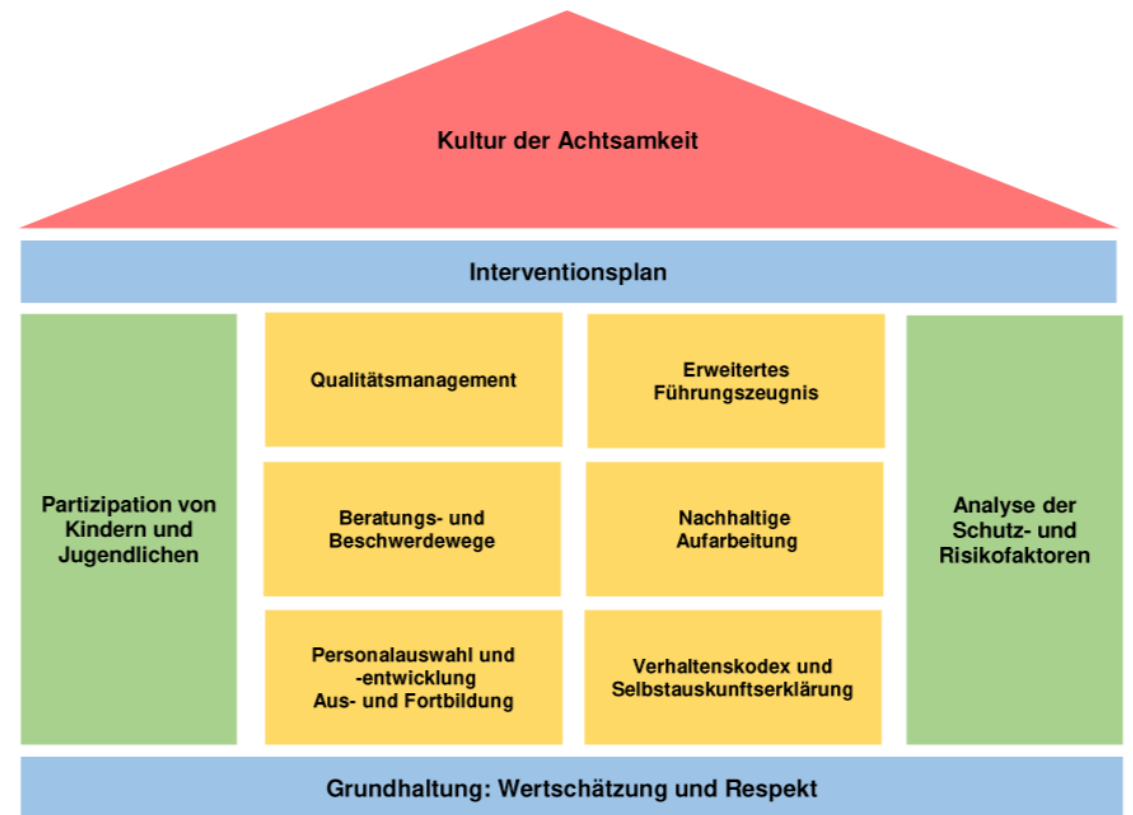 Kultur der Achtsamkeit
Interventionsplan
Partizipation von
Kindern und
Jugendlichen
Qualitätsmanagement
Erweitertes
Führungszeugnis
Beratungs- und
Beschwerdewege
Nachhaltige
Aufarbeitung
Personalauswahl und
-entwicklung
Aus- und Fortbildung
Verhaltenskodex und
Selbstauskunftserklärung
Analyse der
Schutz- und
Risikofaktoren
Grundhaltung: Wertschätzung und Respekt